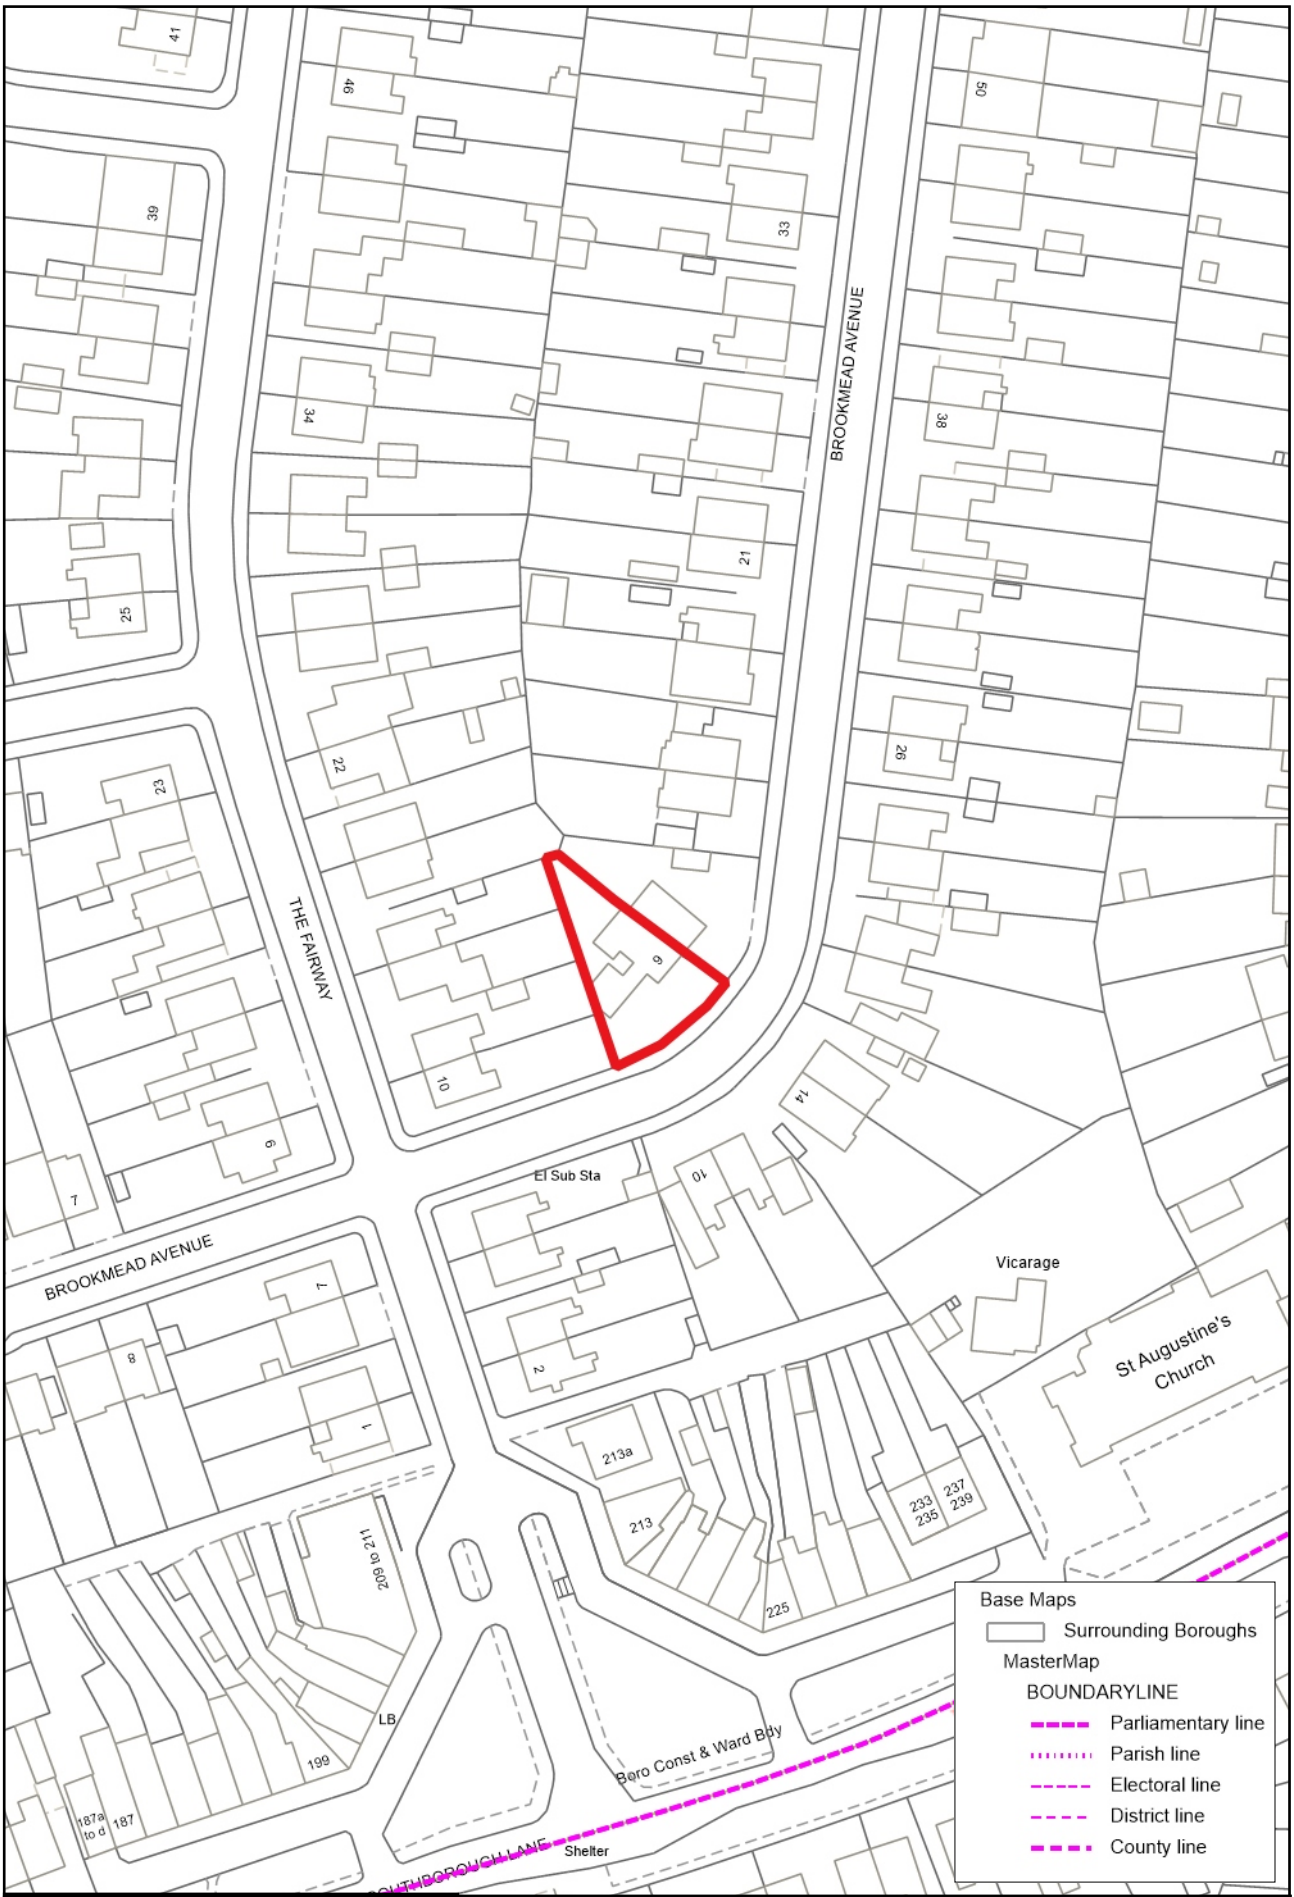 41
46
50
39
33
BROOKMEAD AVENUE
34
38
21
25
22
26
23
THE FAIRWAY
9
10
14
6
7
El Sub Sta
10
BROOKMEAD AVENUE
Vicarage
7
St Augustine's
Church
8
2
1
213a
237
239
233
235
213
209 to 211
225
LB
199
Boro Const & Ward Bdy
187a
to d
187
Shelter
SOUTHBOROUGH LANE
Base Maps
Surrounding Boroughs
MasterMap
BOUNDARYLINE
Parliamentary line
Parish line
Electoral line
District line
County line